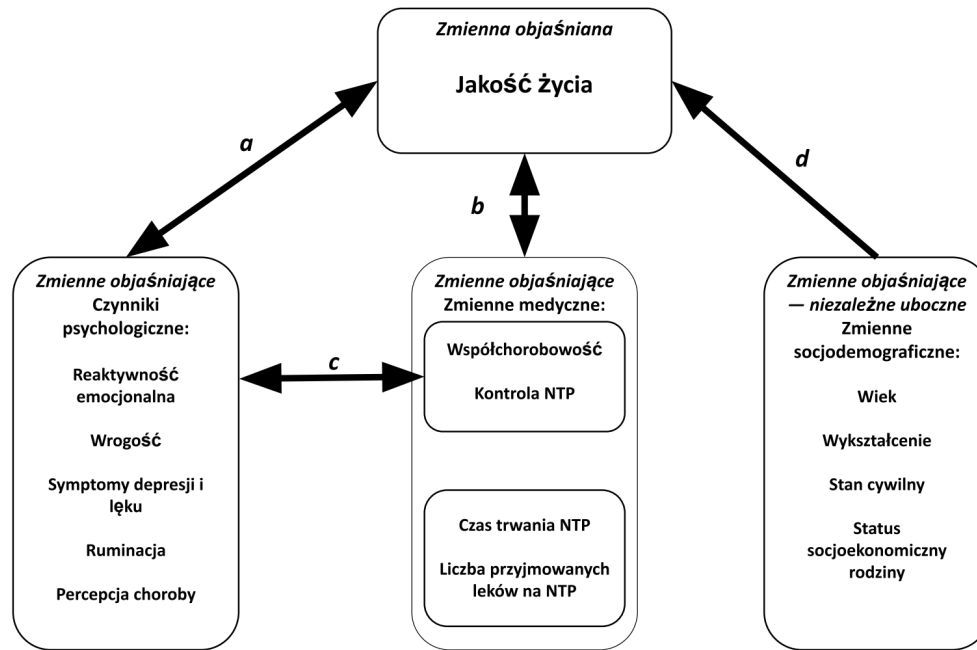 Zmienna objaśniana
Jakość życia
a
b
d
Zmienne objaśniające
Czynniki
psychologiczne:
Reaktywność
emocjonalna
Wrogość
Symptomy depresji i
lęku
Ruminacja
Percepcja choroby
c
Zmienne objaśniające
Zmienne medyczne:
Współchorobowość
Kontrola NTP
Czas trwania NTP
Liczba przyjmowanych
leków na NTP
Zmienne objaśniające
— niezależne uboczne
Zmienne
socjodemograficzne:
Wiek
Wykształcenie
Stan cywilny
Status
socjoekonomiczny
rodziny